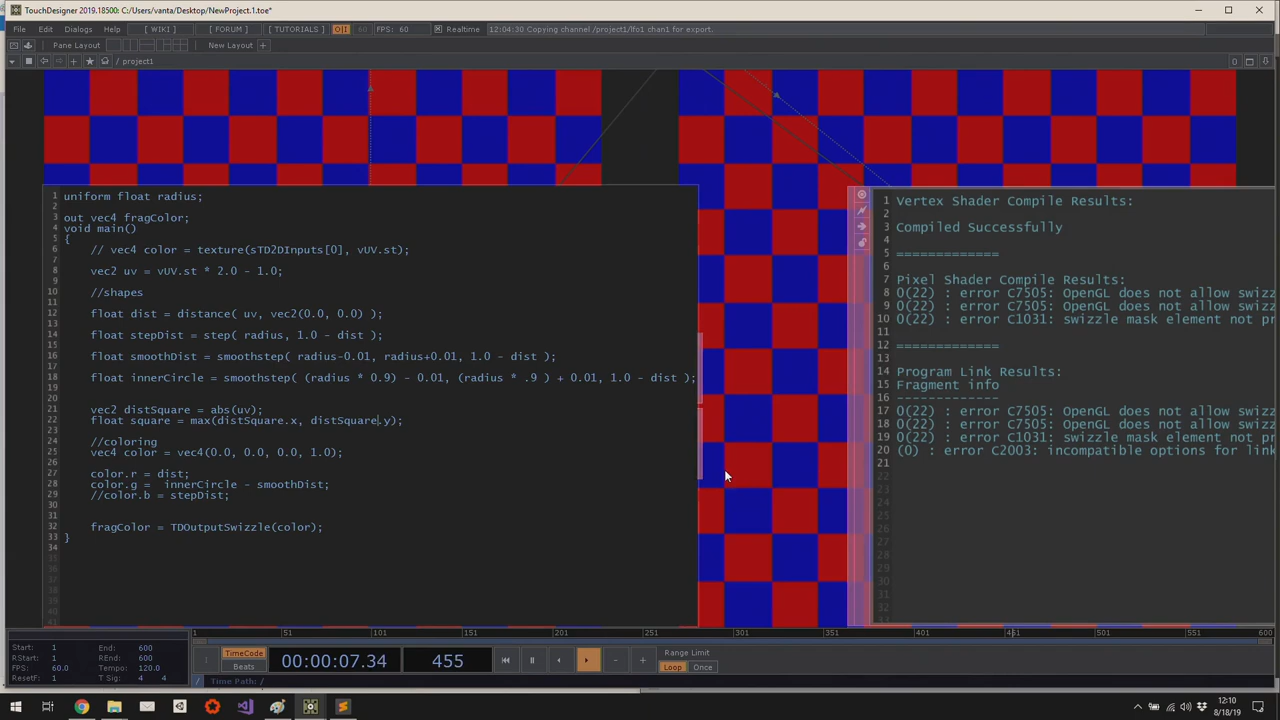 TouchDesigner 2019.18500: C:/Users/vanta/Desktop/NewProject.1.toe*
File Edit Dialogs Help [ WIKI ] [ FORUM ] [ TUTORIALS ] O|I 60 FPS: 60 Realtime 12:04:30 Copying channel /project1/lfo1 chan1 for export.
Pane Layout New Layout +
/ project1 0
1 uniform float radius;
2
3 out vec4 fragColor;
4 void main()
5 {
6 // vec4 color = texture(sTD2DInputs[0], vUV.st);
7
8 vec2 uv = vUV.st * 2.0 - 1.0;
9
10 //shapes
11
12 float dist = distance( uv, vec2(0.0, 0.0) );
13
14 float stepDist = step( radius, 1.0 - dist );
15
16 float smoothDist = smoothstep( radius-0.01, radius+0.01, 1.0 - dist );
17
18 float innerCircle = smoothstep( (radius * 0.9) - 0.01, (radius * .9 ) + 0.01, 1.0 - dist );
19
20
21 vec2 distSquare = abs(uv);
22 float square = max(distSquare.x, distSquare.y);
23
24 //coloring
25 vec4 color = vec4(0.0, 0.0, 0.0, 1.0);
26
27 color.r = dist;
28 color.g = innerCircle - smoothDist;
29 //color.b = stepDist;
30
31
32 fragColor = TDOutputSwizzle(color);
33 }
34
1 Vertex Shader Compile Results:
2
3 Compiled Successfully
4
5 =============
6
7 Pixel Shader Compile Results:
8 0(22) : error C7505: OpenGL does not allow swizz
9 0(22) : error C7505: OpenGL does not allow swizz
10 0(22) : error C1031: swizzle mask element not pr
11
12 =============
13
14 Program Link Results:
15 Fragment info
16 -------------
17 0(22) : error C7505: OpenGL does not allow swizz
18 0(22) : error C7505: OpenGL does not allow swizz
19 0(22) : error C1031: swizzle mask element not pr
20 (0) : error C2003: incompatible options for link
21
1 51 101 151 201 251 301 351 401 451 501 551 600
Start: 1 End: 600
RStart: 1 REnd: 600
FPS: 60.0 Tempo: 120.0
ResetF: 1 T Sig: 4 4
TimeCode
Beats
00:00:07.34 455
Range Limit
Loop Once
/ Time Path: /
12:10
8/18/19